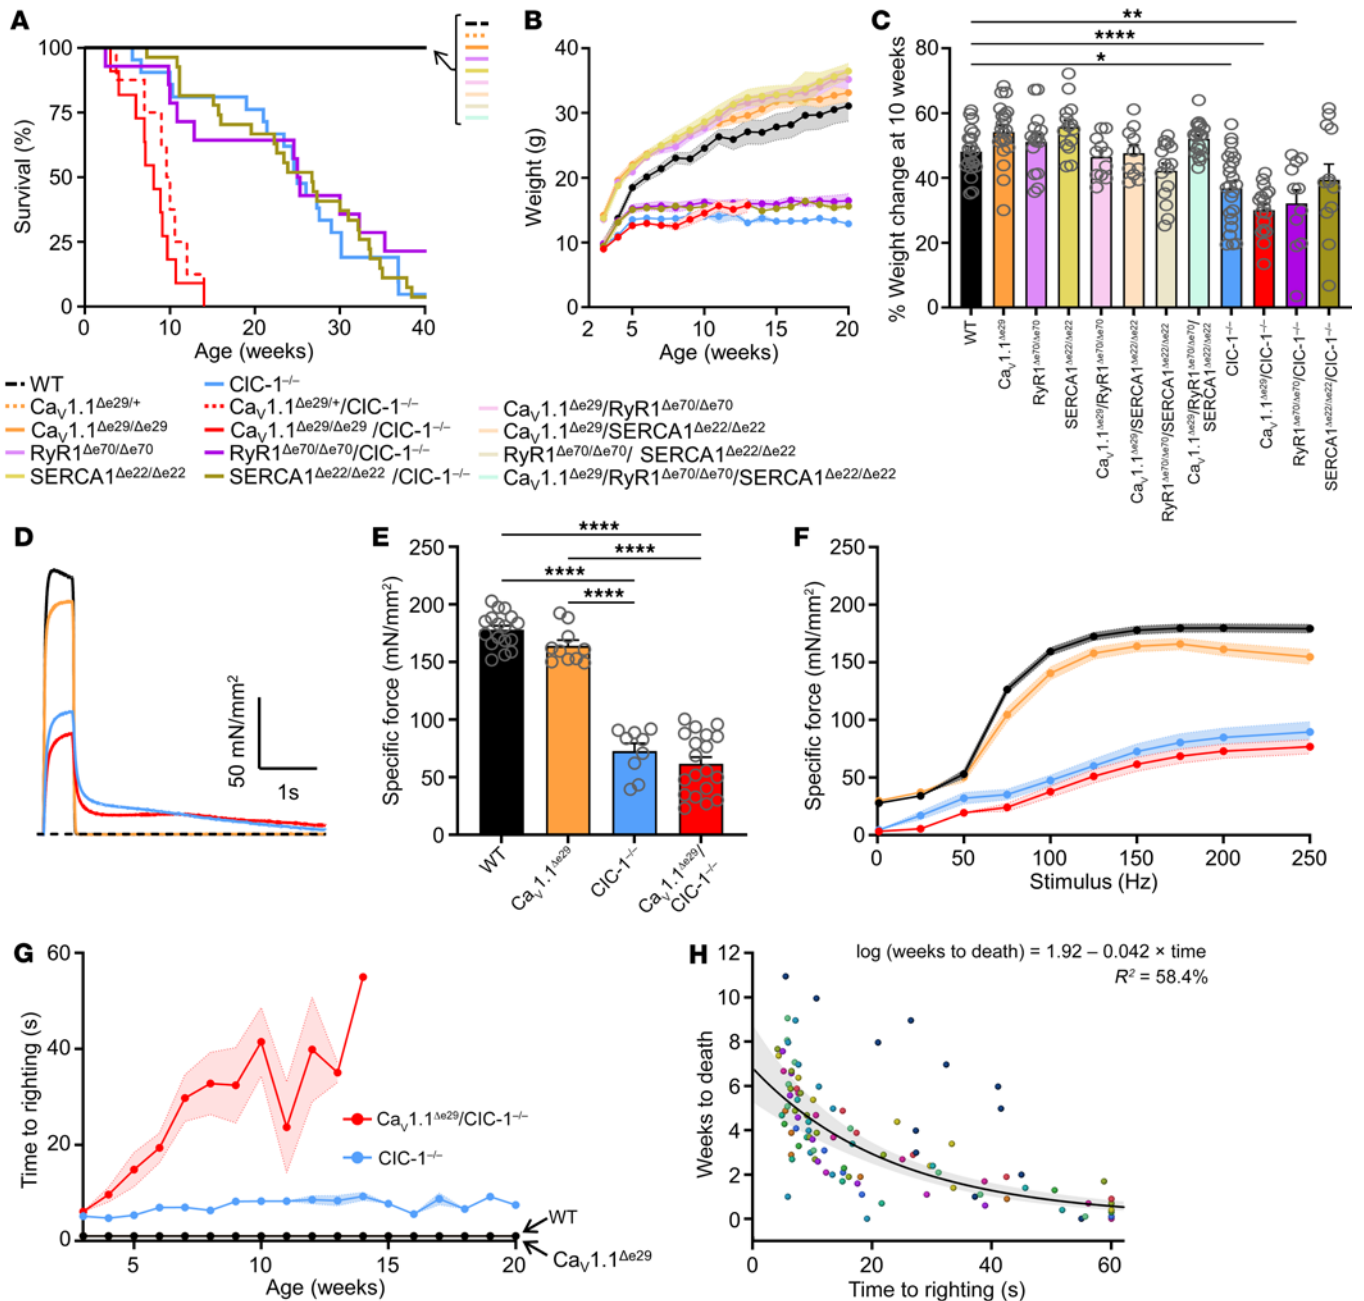 A
Survival (%)
100
75
50
25
0
0 10 20 30 40
Age (weeks)
B
Weight (g)
40
30
20
10
0
2 5 10 15 20
Age (weeks)
C
% Weight change at 10 weeks
80
60
40
20
0
**
****
*
WT
CaV1.1Δe29
RyR1Δe70/Δe70
SERCA1Δe22/Δe22
CaV1.1Δe29/RyR1Δe70/Δe70
CaV1.1Δe29/SERCA1Δe22/Δe22
RyR1Δe70/Δe70/SERCA1Δe22/Δe22
CaV1.1Δe29/RyR1Δe70/Δe70/
SERCA1Δe22/Δe22
ClC-1–/–
CaV1.1Δe29/ClC-1–/–
RyR1Δe70/Δe70/ClC-1–/–
SERCA1Δe22/Δe22/ClC-1–/–
WT
CaV1.1Δe29/+
CaV1.1Δe29/Δe29
RyR1Δe70/Δe70
SERCA1Δe22/Δe22
ClC-1–/–
CaV1.1Δe29/+/ClC-1–/–
CaV1.1Δe29/Δe29 /ClC-1–/–
RyR1Δe70/Δe70/ClC-1–/–
SERCA1Δe22/Δe22 /ClC-1–/–
CaV1.1Δe29/RyR1Δe70/Δe70
CaV1.1Δe29/SERCA1Δe22/Δe22
RyR1Δe70/Δe70/ SERCA1Δe22/Δe22
CaV1.1Δe29/RyR1Δe70/Δe70/SERCA1Δe22/Δe22
D
50 mN/mm²
1s
E
Specific force (mN/mm²)
250
200
150
100
50
0
****
****
****
****
WT
CaV1.1Δe29
ClC-1–/–
CaV1.1Δe29/
ClC-1–/–
F
Specific force (mN/mm²)
250
200
150
100
50
0
0 50 100 150 200 250
Stimulus (Hz)
G
Time to righting (s)
60
40
20
0
5 10 15 20
Age (weeks)
CaV1.1Δe29/ClC-1–/–
ClC-1–/–
WT
CaV1.1Δe29
H
log (weeks to death) = 1.92 – 0.042 × time
R² = 58.4%
Weeks to death
12
10
8
6
4
2
0
0 20 40 60
Time to righting (s)